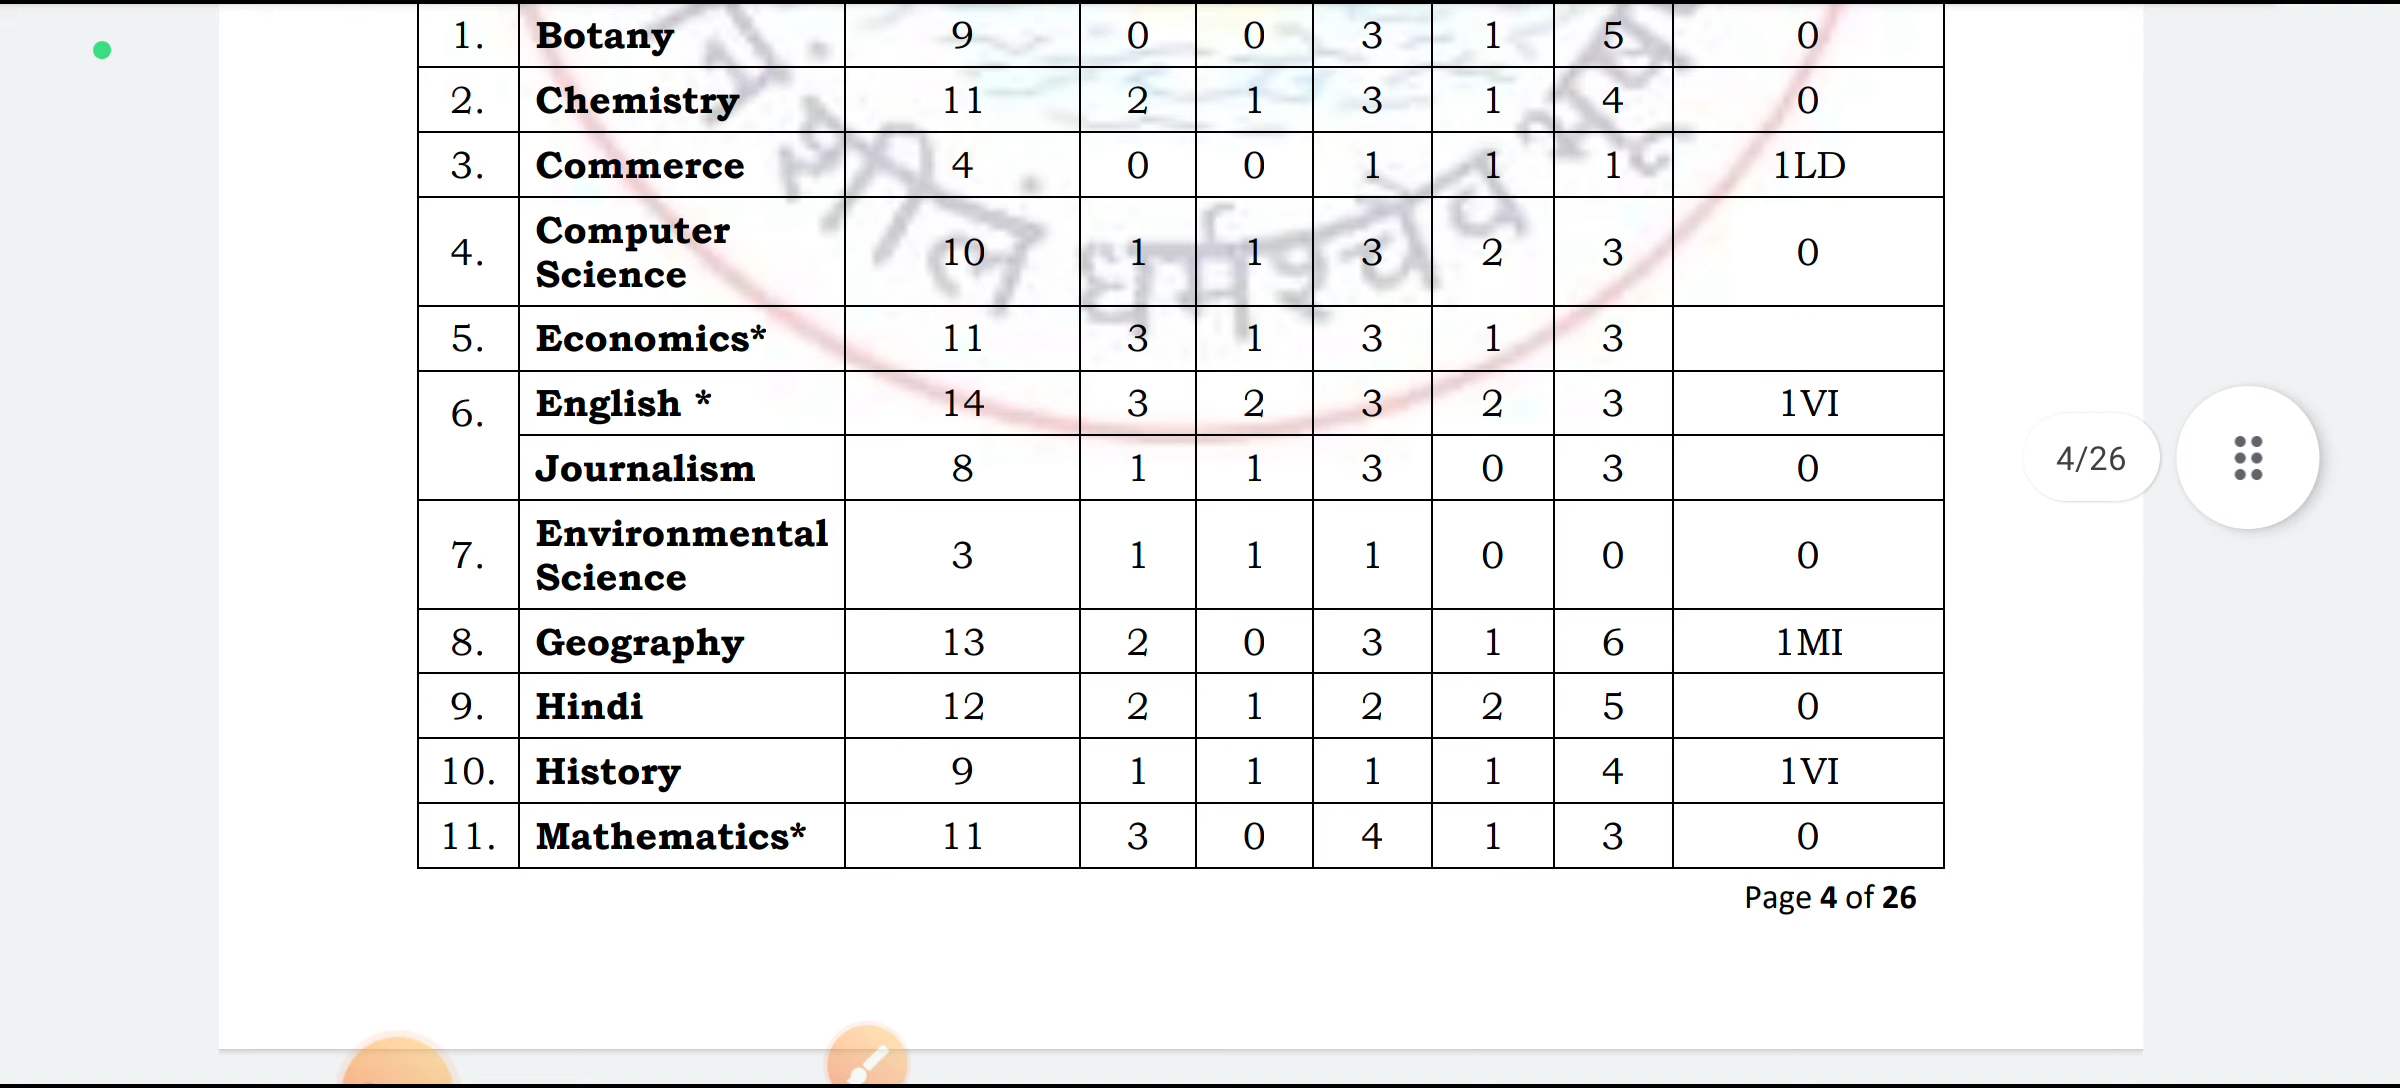 1. Botany 9 0 0 3 1 5 0
2. Chemistry 11 2 1 3 1 4 0
3. Commerce 4 0 0 1 1 1 1LD
4. Computer Science 10 1 1 3 2 3 0
5. Economics* 11 3 1 3 1 3
6. English * 14 3 2 3 2 3 1VI
Journalism 8 1 1 3 0 3 0
7. Environmental Science 3 1 1 1 0 0 0
8. Geography 13 2 0 3 1 6 1MI
9. Hindi 12 2 1 2 2 5 0
10. History 9 1 1 1 1 4 1VI
11. Mathematics* 11 3 0 4 1 3 0
Page 4 of 26
4/26